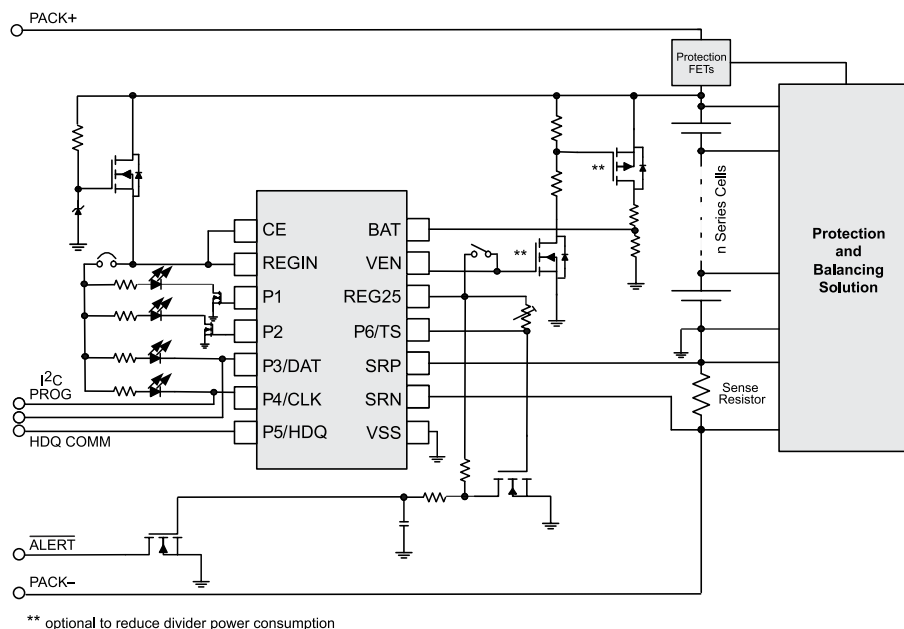 PACK+
Protection
FETs
**
n Series Cells
Protection
and
Balancing
Solution
CE
REGIN
P1
P2
P3/DAT
P4/CLK
P5/HDQ
BAT
VEN
REG25
P6/TS
SRP
SRN
VSS
**
I2C
PROG
HDQ COMM
Sense
Resistor
ALERT
PACK–
** optional to reduce divider power consumption